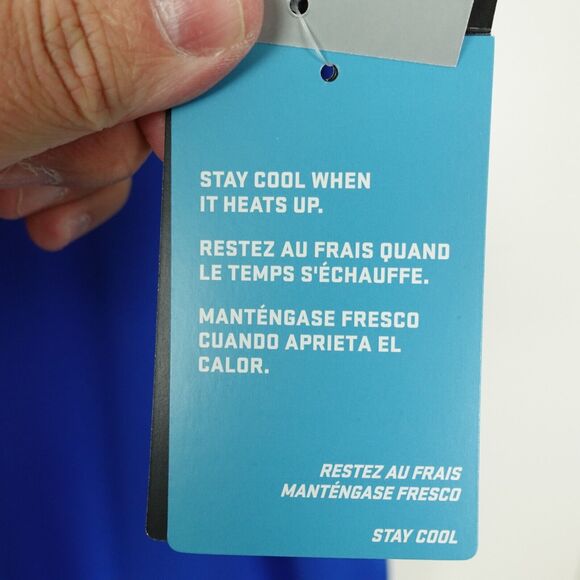 STAY COOL WHEN
IT HEATS UP.
RESTEZ AU FRAIS QUAND
LE TEMPS S'ÉCHAUFFE.
MANTÉNGASE FRESCO
CUANDO APRIETA EL
CALOR.
RESTEZ AU FRAIS
MANTÉNGASE FRESCO
STAY COOL